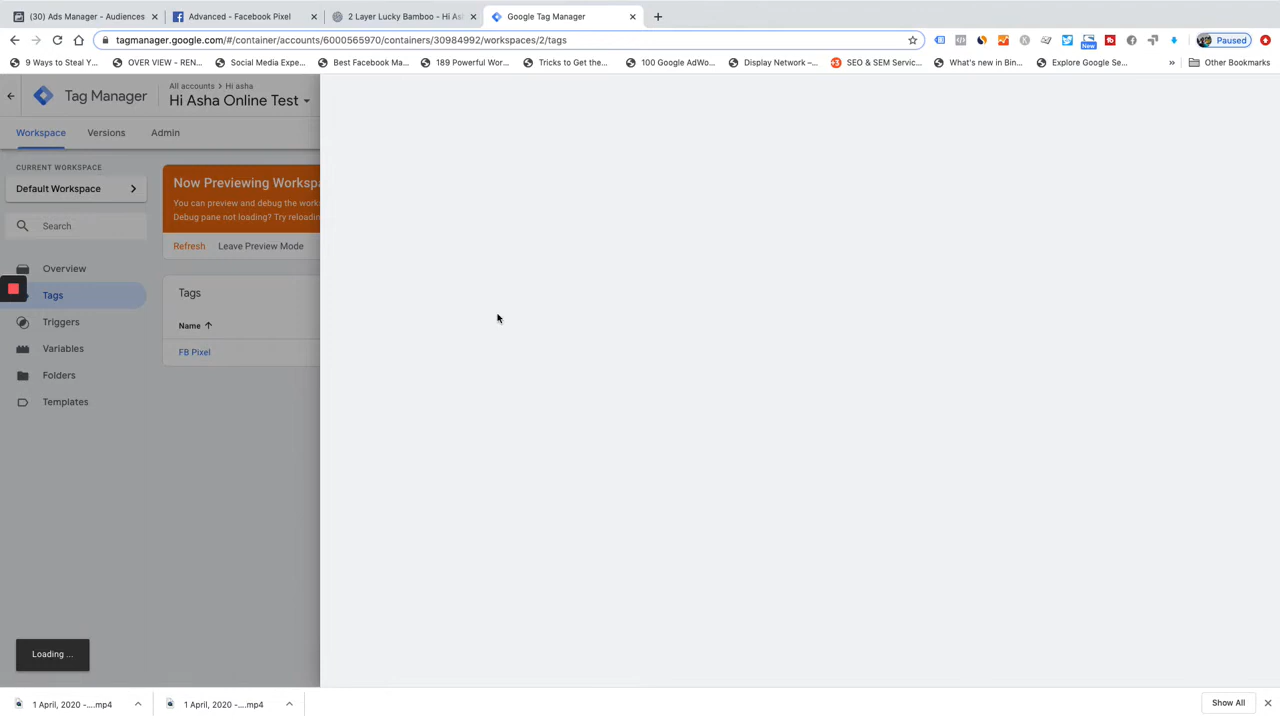 (30) Ads Manager - Audiences
Advanced - Facebook Pixel
2 Layer Lucky Bamboo - Hi Ash
Google Tag Manager
tagmanager.google.com/#/container/accounts/6000565970/containers/30984992/workspaces/2/tags
New
Paused
9 Ways to Steal Y...
OVER VIEW - REN...
Social Media Expe...
Best Facebook Ma...
189 Powerful Wor...
Tricks to Get the...
100 Google AdWo...
Display Network –...
+3
SEO & SEM Servic...
What's new in Bin...
Explore Google Se...
»
Other Bookmarks
Tag Manager
All accounts > Hi asha
Hi Asha Online Test
Workspace
Versions
Admin
CURRENT WORKSPACE
Default Workspace
Search
Overview
Tags
Triggers
Variables
Folders
Templates
Now Previewing Workspa
You can preview and debug the works
Debug pane not loading? Try reloadin
Refresh
Leave Preview Mode
Tags
Name
FB Pixel
Loading ...
1 April, 2020 -....mp4
1 April, 2020 -....mp4
Show All